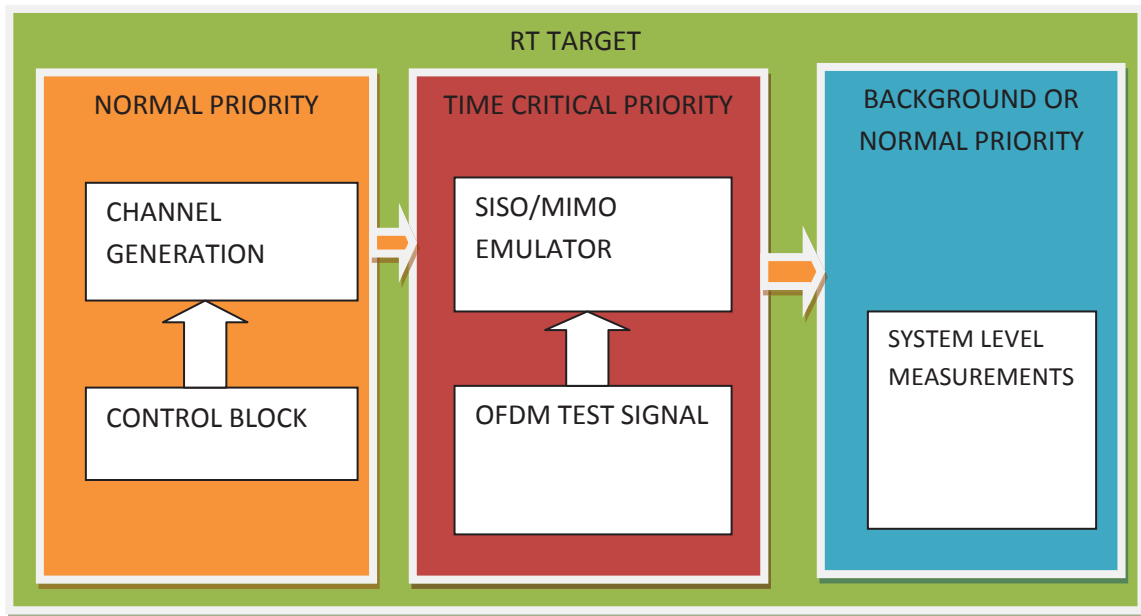 RT TARGET
NORMAL PRIORITY
CHANNEL
GENERATION
CONTROL BLOCK
TIME CRITICAL PRIORITY
SISO/MIMO
EMULATOR
OFDM TEST SIGNAL
BACKGROUND OR
NORMAL PRIORITY
SYSTEM LEVEL
MEASUREMENTS